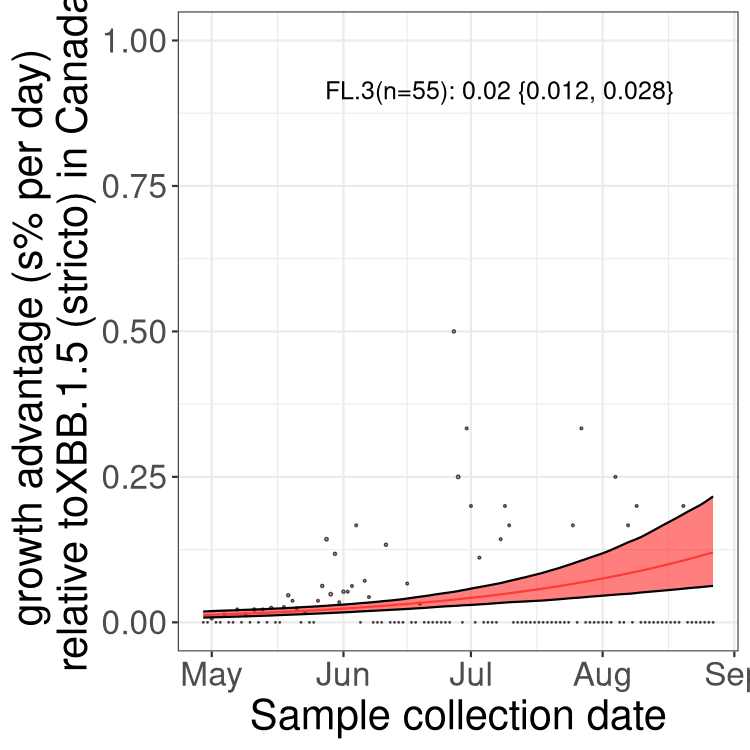 growth advantage (s% per day)
relative toXBB.1.5 (stricto) in Canada
1.00
0.75
0.50
0.25
0.00
FL.3(n=55): 0.02 {0.012, 0.028}
May Jun Jul Aug Sep
Sample collection date